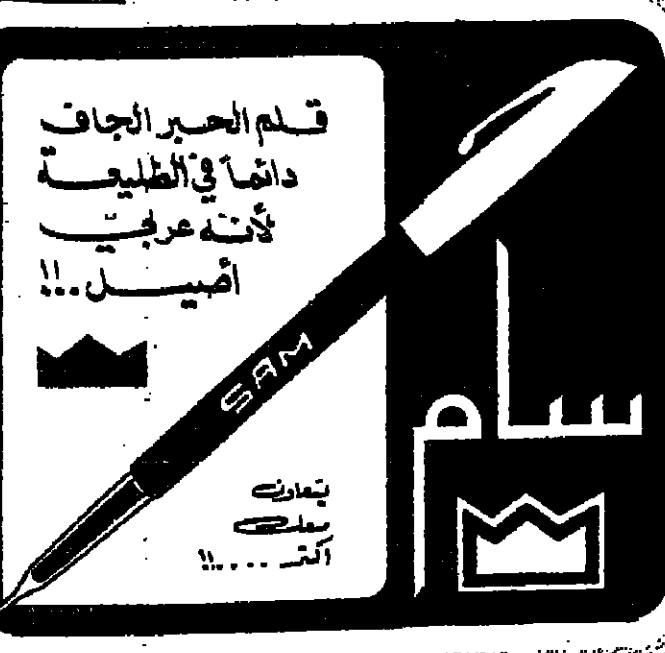 قلم الحبر الجاف
دائماً في الطليعة
لأنه عربيّ
أصيل..!!
SAM
سام
يتعاون
معك
أكثر ....!!